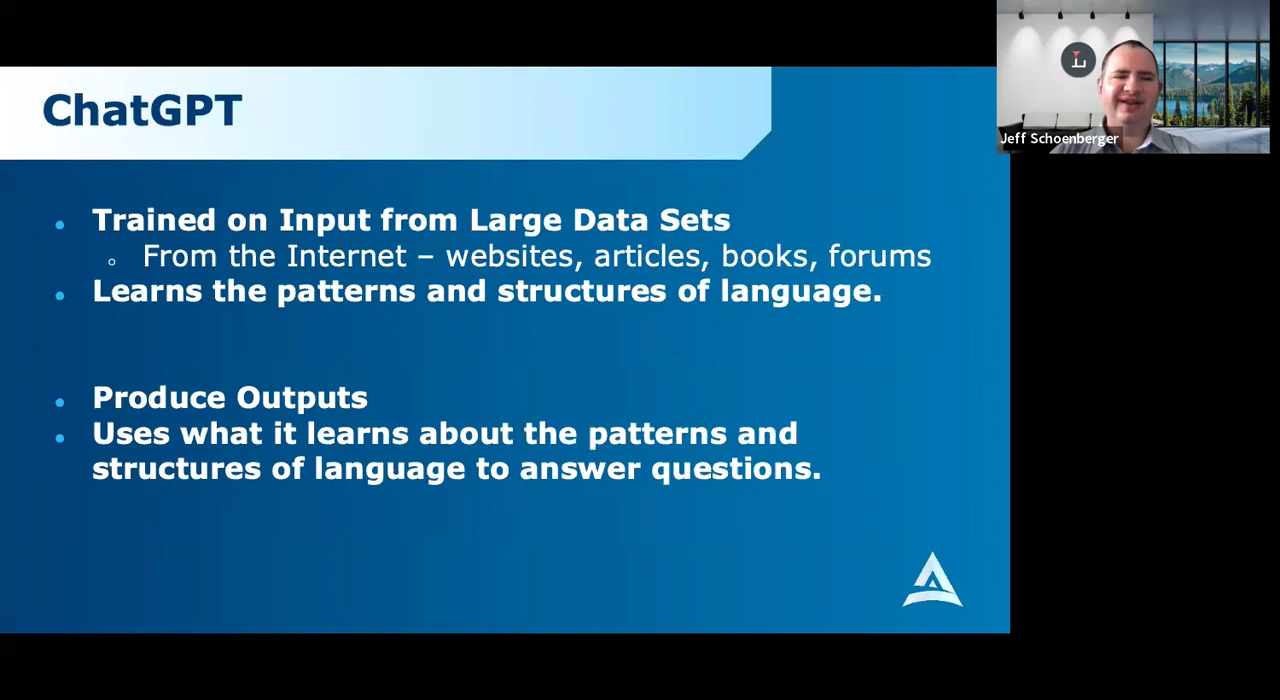 ChatGPT
Jeff Schoenberger
• Trained on Input from Large Data Sets
◦ From the Internet – websites, articles, books, forums
• Learns the patterns and structures of language.
• Produce Outputs
• Uses what it learns about the patterns and
structures of language to answer questions.